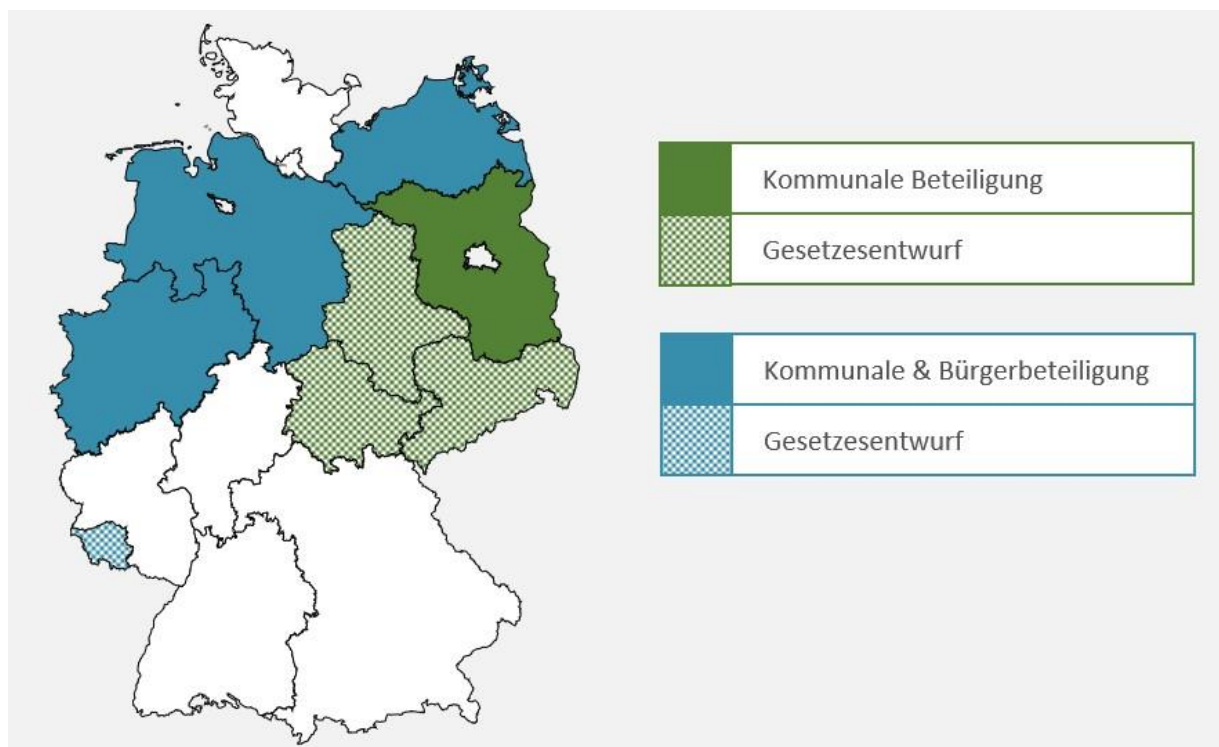 Kommunale Beteiligung
Gesetzesentwurf
Kommunale & Bürgerbeteiligung
Gesetzesentwurf